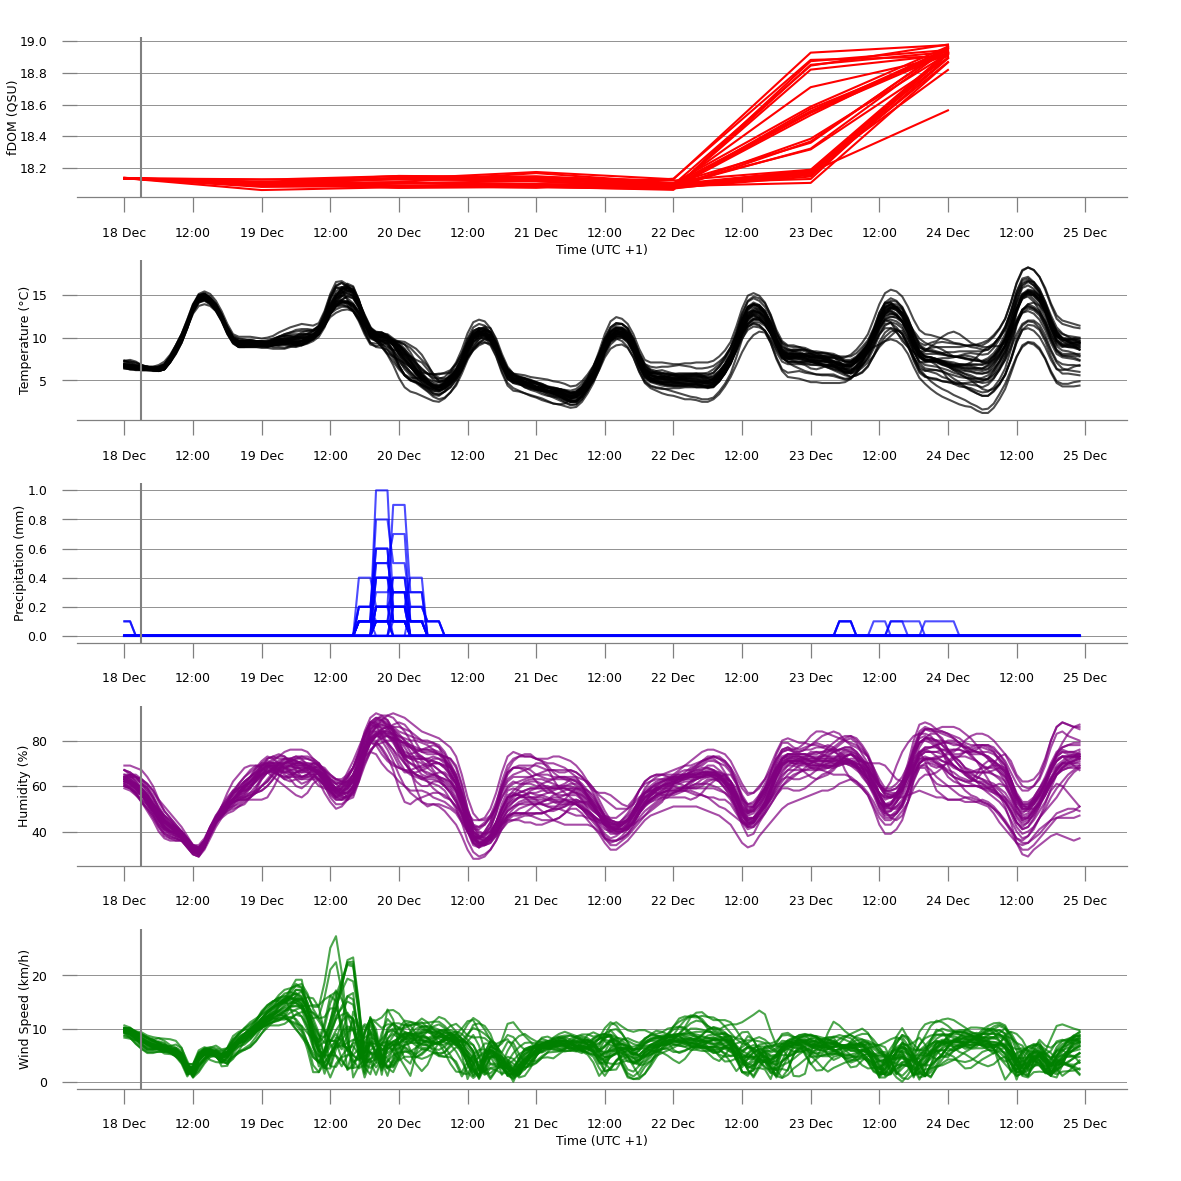 fDOM (QSU)
19.0
18.8
18.6
18.4
18.2
18 Dec 12:00 19 Dec 12:00 20 Dec 12:00 21 Dec 12:00 22 Dec 12:00 23 Dec 12:00 24 Dec 12:00 25 Dec
Time (UTC +1)
Temperature (°C)
15
10
5
18 Dec 12:00 19 Dec 12:00 20 Dec 12:00 21 Dec 12:00 22 Dec 12:00 23 Dec 12:00 24 Dec 12:00 25 Dec
Precipitation (mm)
1.0
0.8
0.6
0.4
0.2
0.0
18 Dec 12:00 19 Dec 12:00 20 Dec 12:00 21 Dec 12:00 22 Dec 12:00 23 Dec 12:00 24 Dec 12:00 25 Dec
Humidity (%)
80
60
40
18 Dec 12:00 19 Dec 12:00 20 Dec 12:00 21 Dec 12:00 22 Dec 12:00 23 Dec 12:00 24 Dec 12:00 25 Dec
Wind Speed (km/h)
20
10
0
18 Dec 12:00 19 Dec 12:00 20 Dec 12:00 21 Dec 12:00 22 Dec 12:00 23 Dec 12:00 24 Dec 12:00 25 Dec
Time (UTC +1)